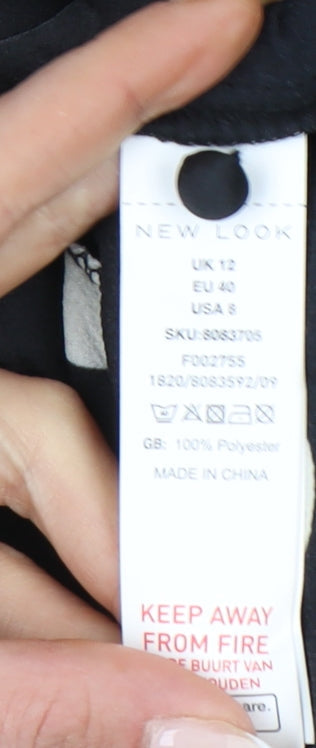 NEW LOOK
UK 12
EU 40
USA 8
SKU:8083705
F002755
1820/8083592/09
GB: 100% Polyester
MADE IN CHINA
KEEP AWAY
FROM FIRE
BUURT VAN
are.